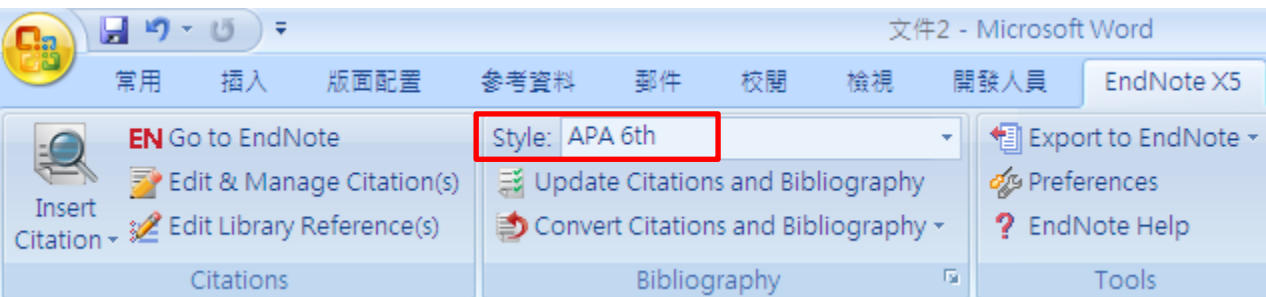 文件2 - Microsoft Word
常用 插入 版面配置 參考資料 郵件 校閱 檢視 開發人員 EndNote X5
EN Go to EndNote
Edit & Manage Citation(s)
Edit Library Reference(s)
Insert
Citation
Citations
Style: APA 6th
Update Citations and Bibliography
Convert Citations and Bibliography
Bibliography
Export to EndNote
Preferences
? EndNote Help
Tools